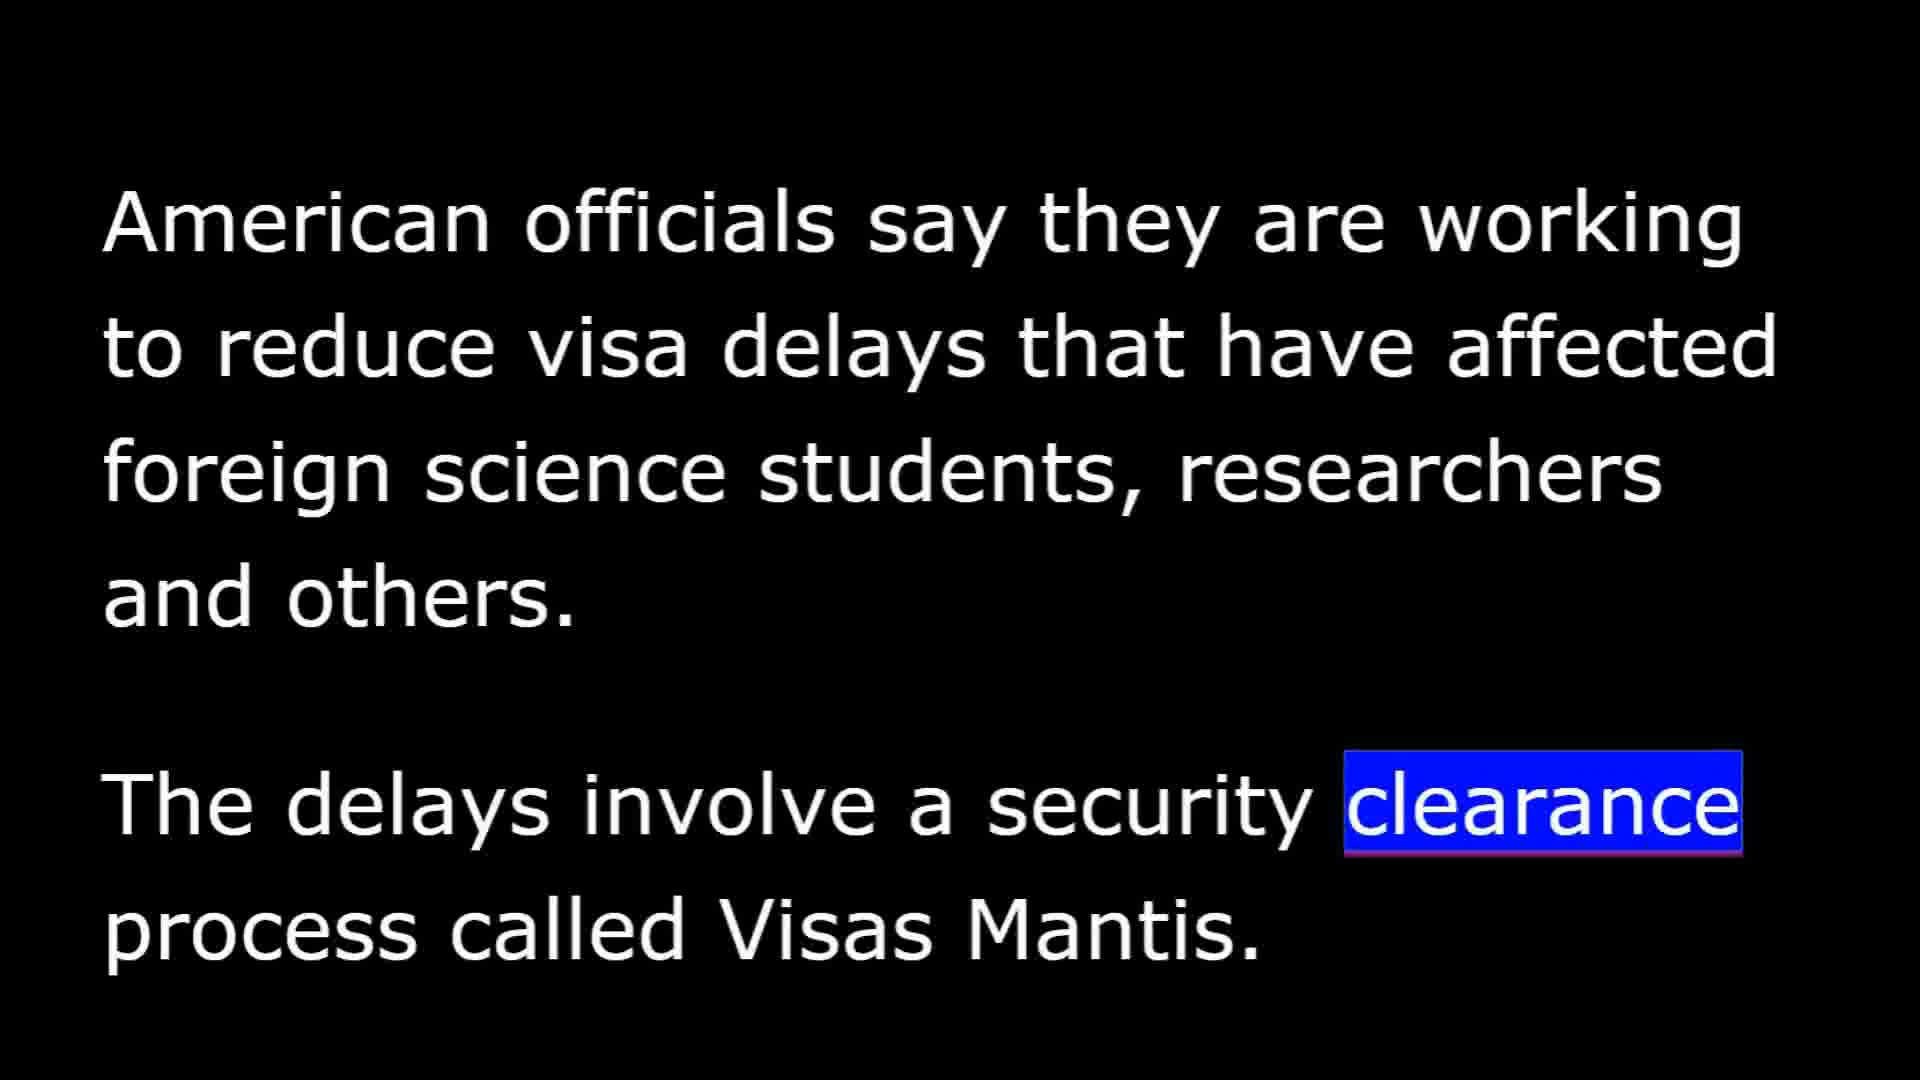 American officials say they are working
to reduce visa delays that have affected
foreign science students, researchers
and others.
The delays involve a security clearance
process called Visas Mantis.